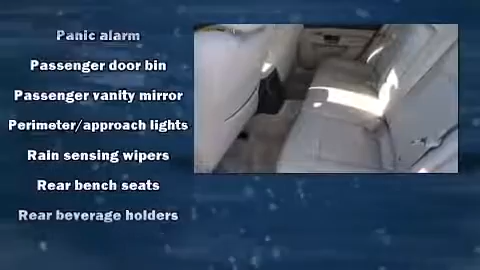 Panic alarm
Passenger door bin
Passenger vanity mirror
Perimeter/approach lights
Rain sensing wipers
Rear bench seats
Rear beverage holders